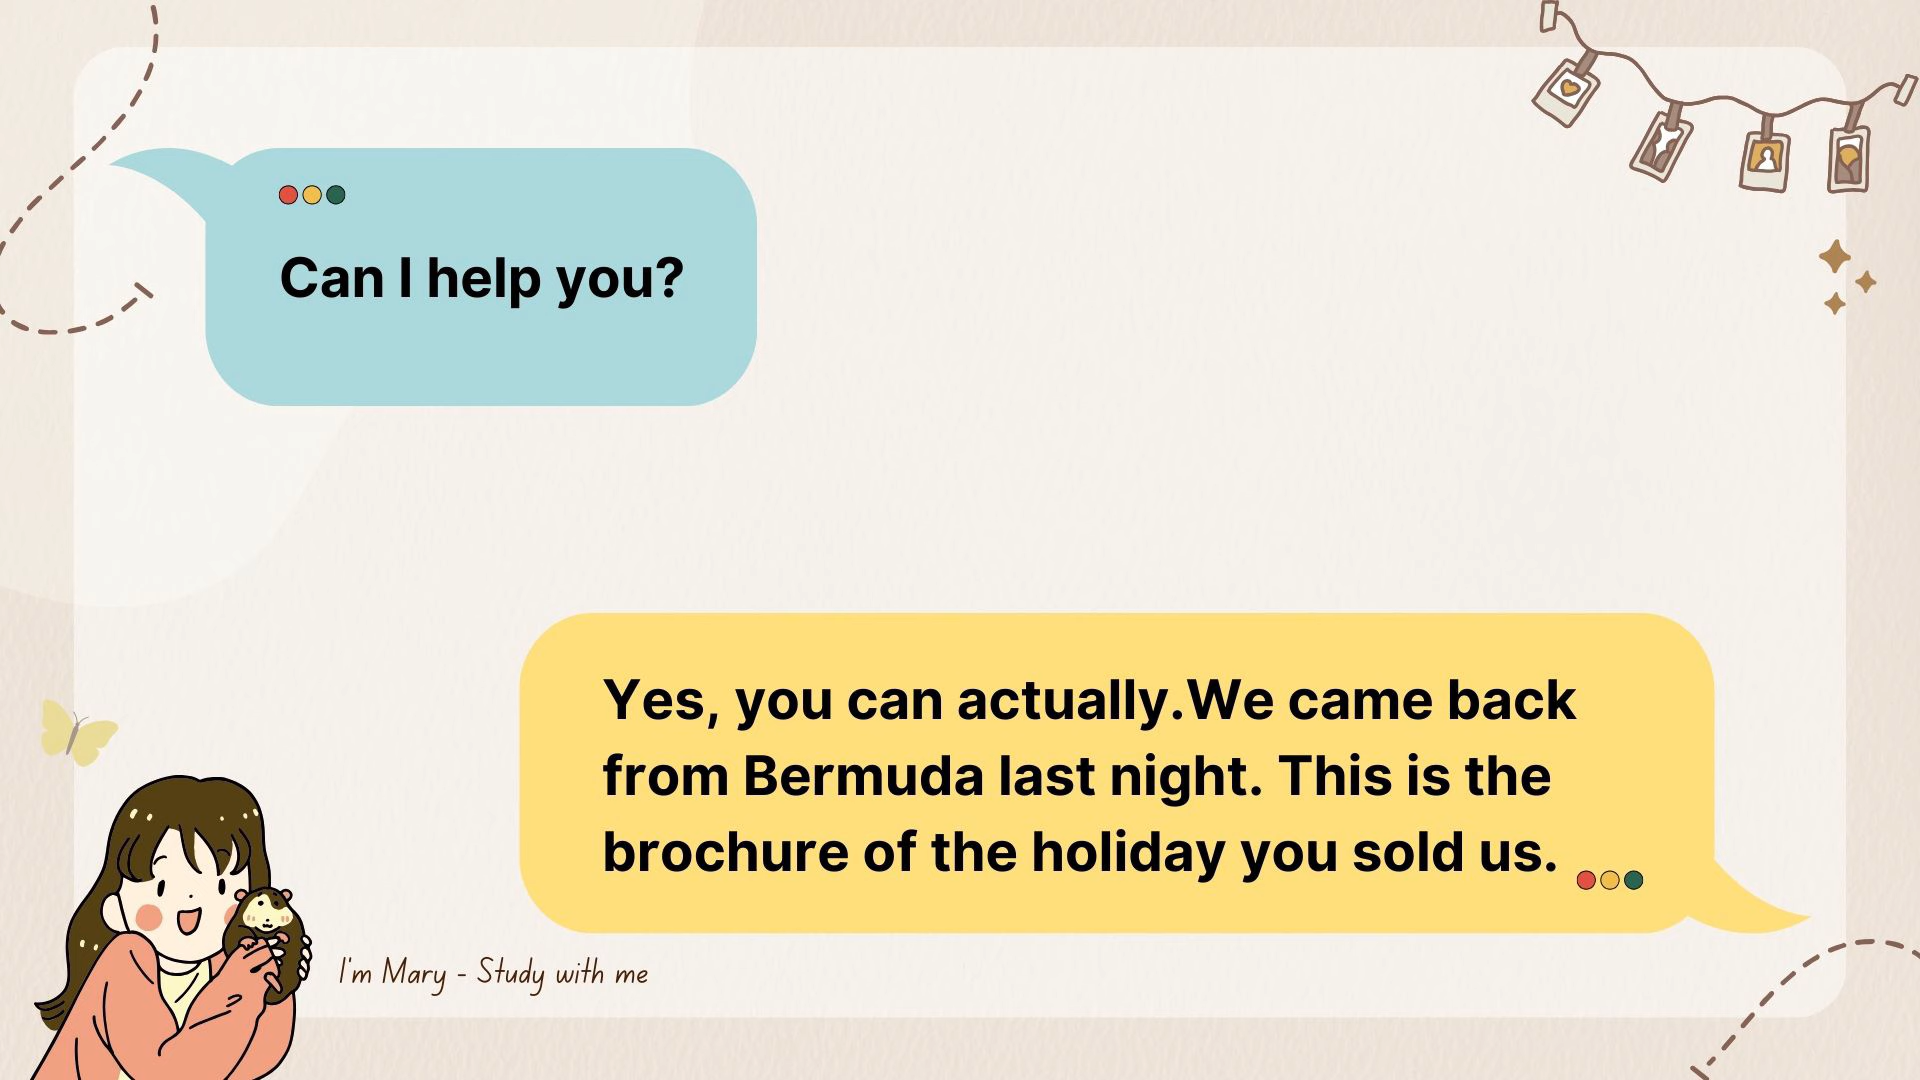 Can I help you?
Yes, you can actually.We came back
from Bermuda last night. This is the
brochure of the holiday you sold us.
I'm Mary - Study with me